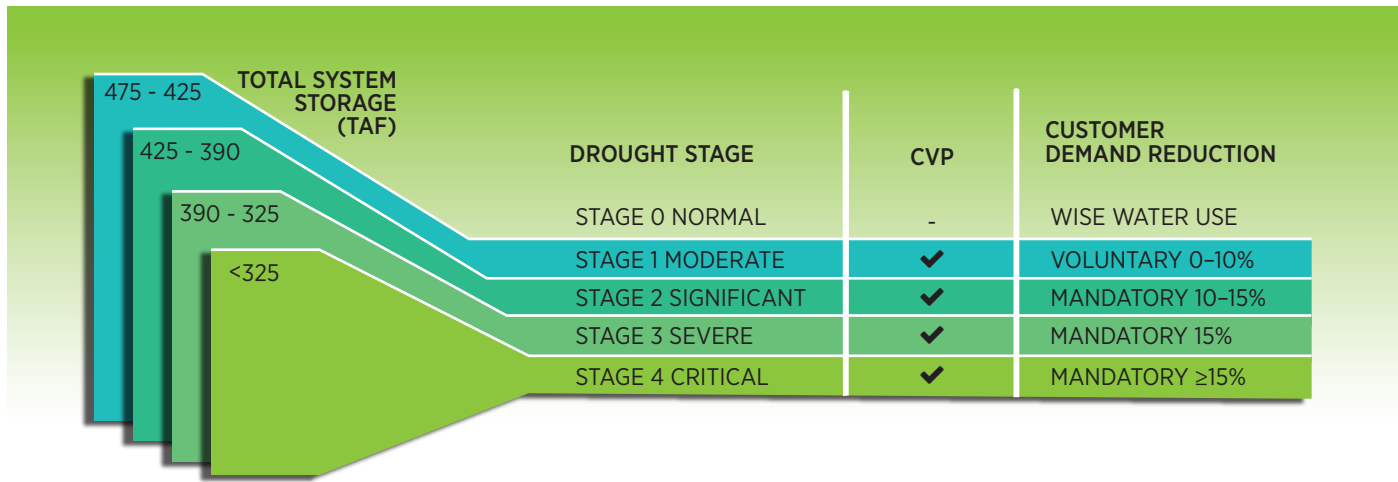 475 - 425
TOTAL SYSTEM
STORAGE
(TAF)
425 - 390
390 - 325
<325
DROUGHT STAGE
CVP
CUSTOMER
DEMAND REDUCTION
STAGE 0 NORMAL - WISE WATER USE
STAGE 1 MODERATE ✔ VOLUNTARY 0–10%
STAGE 2 SIGNIFICANT ✔ MANDATORY 10–15%
STAGE 3 SEVERE ✔ MANDATORY 15%
STAGE 4 CRITICAL ✔ MANDATORY ≥15%